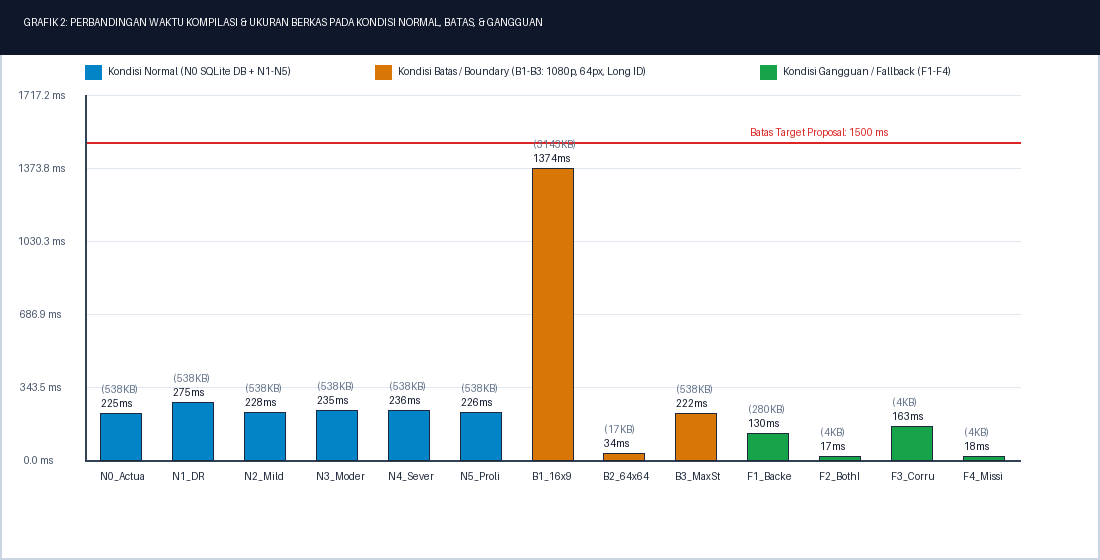 GRAFIK 2: PERBANDINGAN WAKTU KOMPILASI & UKURAN BERKAS PADA KONDISI NORMAL, BATAS, & GANGGUAN
Kondisi Normal (N0 SQLite DB + N1-N5)
Kondisi Batas / Boundary (B1-B3: 1080p, 64px, Long ID)
Kondisi Gangguan / Fallback (F1-F4)
1717.2 ms
Batas Target Proposal: 1500 ms
(3143KB)
1374ms
1373.8 ms
1030.3 ms
686.9 ms
343.5 ms
(538KB)
225ms
(538KB)
275ms
(538KB)
228ms
(538KB)
235ms
(538KB)
236ms
(538KB)
226ms
(17KB)
34ms
(538KB)
222ms
(280KB)
130ms
(4KB)
17ms
(4KB)
163ms
(4KB)
18ms
0.0 ms
N0_Actua
N1_DR
N2_Mild
N3_Moder
N4_Sever
N5_Proli
B1_16x9
B2_64x64
B3_MaxSt
F1_Backe
F2_Bothl
F3_Corru
F4_Missi